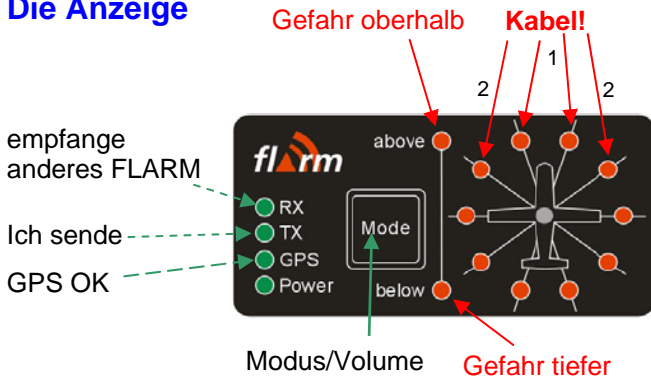 Die Anzeige
Gefahr oberhalb
Kabel!
1
2
2
empfange
anderes FLARM
Ich sende
GPS OK
flarm
above
RX
TX
GPS
Power
Mode
below
Modus/Volume
Gefahr tiefer